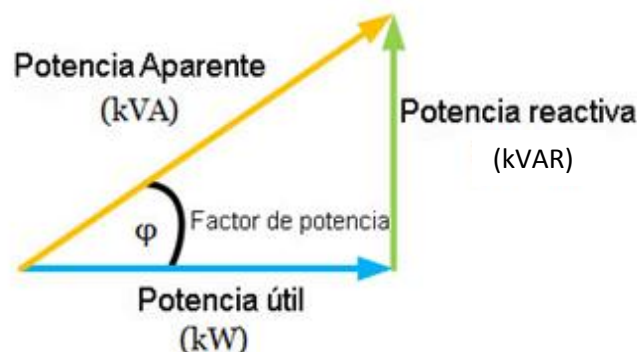 Potencia Aparente
(kVA)
Potencia reactiva
(kVAR)
φ
Factor de potencia
Potencia útil
(kW)